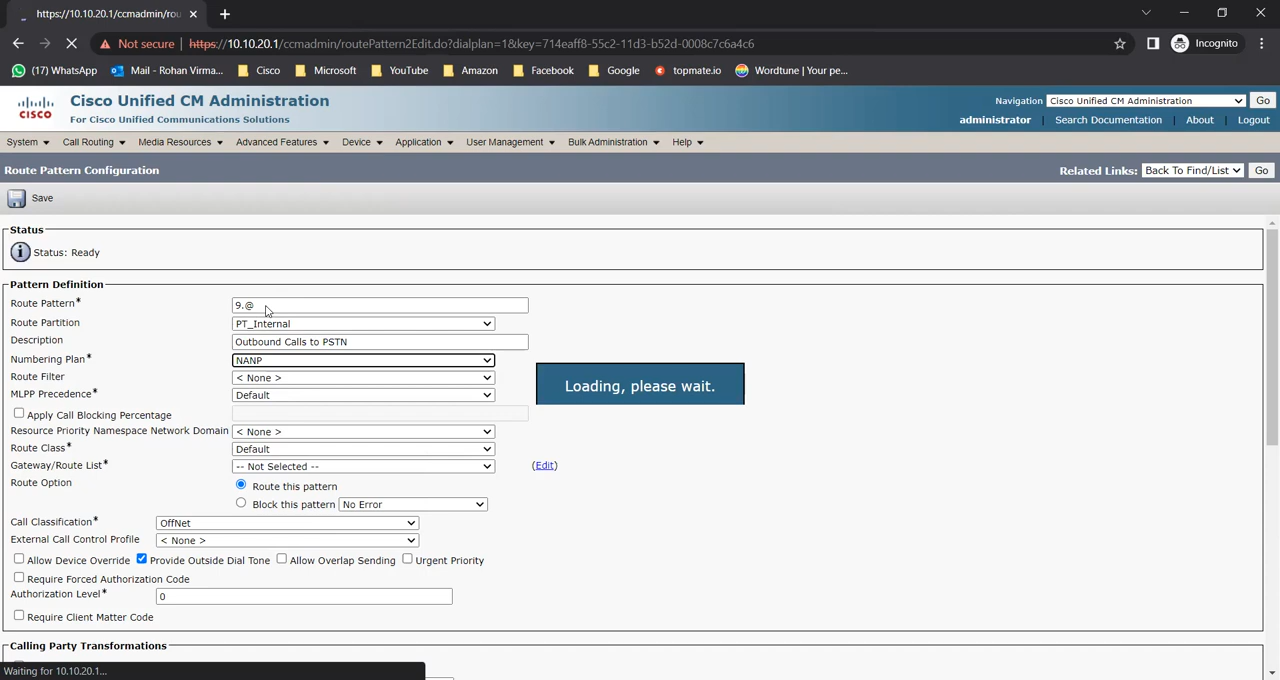 https://10.10.20.1/ccmadmin/rou
Not secure | https://10.10.20.1/ccmadmin/routePattern2Edit.do?dialplan=1&key=714eaff8-55c2-11d3-b52d-0008c7c6a4c6 Incognito
(17) WhatsApp Mail - Rohan Virma... Cisco Microsoft YouTube Amazon Facebook Google topmate.io Wordtune | Your pe...
CISCO Cisco Unified CM Administration Navigation Cisco Unified CM Administration Go
For Cisco Unified Communications Solutions administrator | Search Documentation | About | Logout
System Call Routing Media Resources Advanced Features Device Application User Management Bulk Administration Help
Route Pattern Configuration Related Links: Back To Find/List Go
Save
Status
Status: Ready
Pattern Definition
Route Pattern* 9.@
Route Partition PT_Internal
Description Outbound Calls to PSTN
Numbering Plan* NANP
Route Filter < None >
Loading, please wait.
MLPP Precedence* Default
Apply Call Blocking Percentage
Resource Priority Namespace Network Domain < None >
Route Class* Default
Gateway/Route List* -- Not Selected -- (Edit)
Route Option Route this pattern
Block this pattern No Error
Call Classification* OffNet
External Call Control Profile < None >
Allow Device Override Provide Outside Dial Tone Allow Overlap Sending Urgent Priority
Require Forced Authorization Code
Authorization Level* 0
Require Client Matter Code
Calling Party Transformations
Waiting for 10.10.20.1...